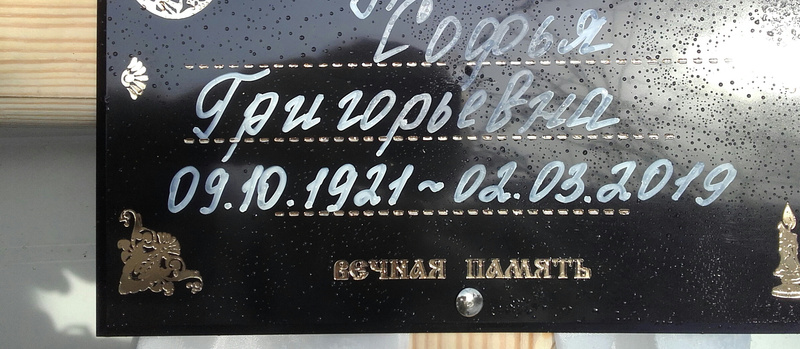 Софья
Григорьевна
09.10.1921~02.03.2019
ВЕЧНАЯ ПАМЯТЬ